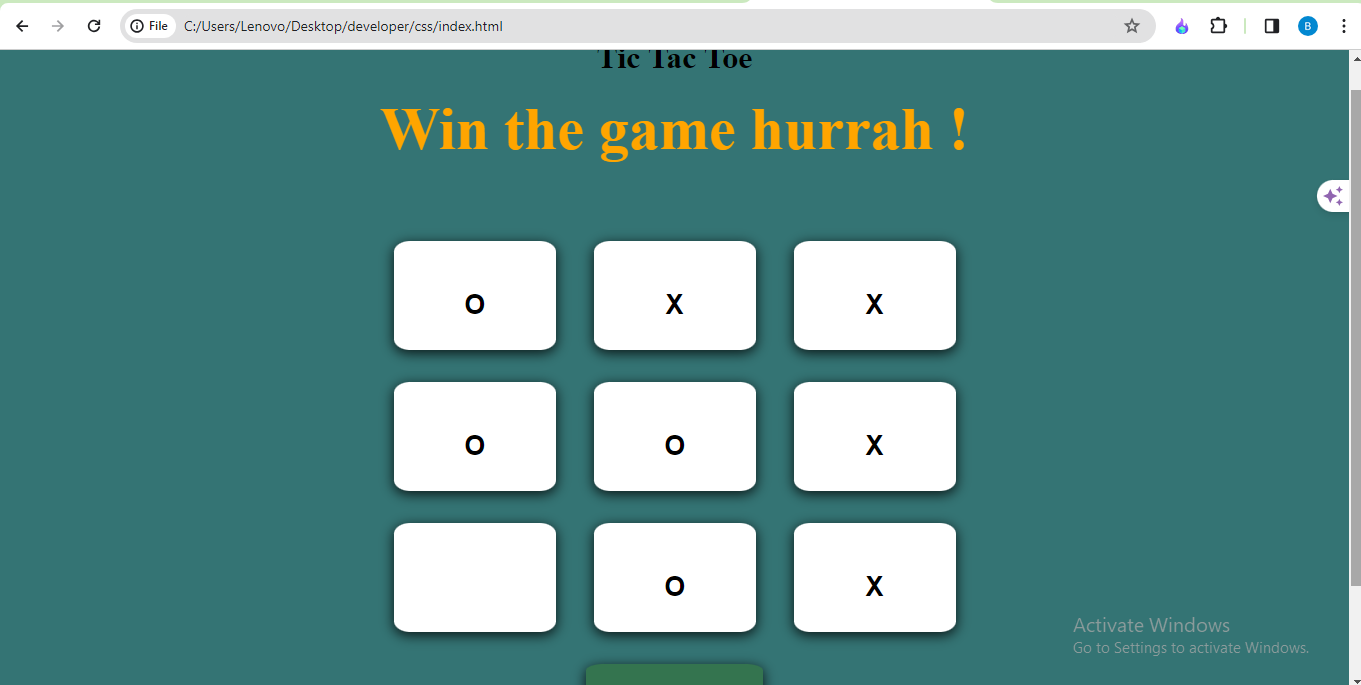 File C:/Users/Lenovo/Desktop/developer/css/index.html B
Tic Tac Toe
Win the game hurrah !
O X X
O O X
O X
Activate Windows
Go to Settings to activate Windows.